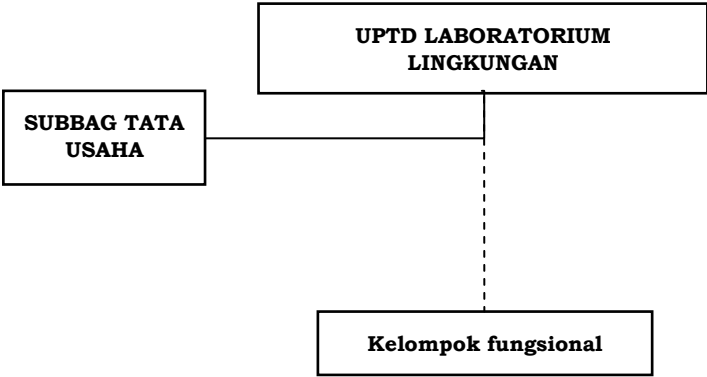 UPTD LABORATORIUM
LINGKUNGAN
SUBBAG TATA
USAHA
Kelompok fungsional